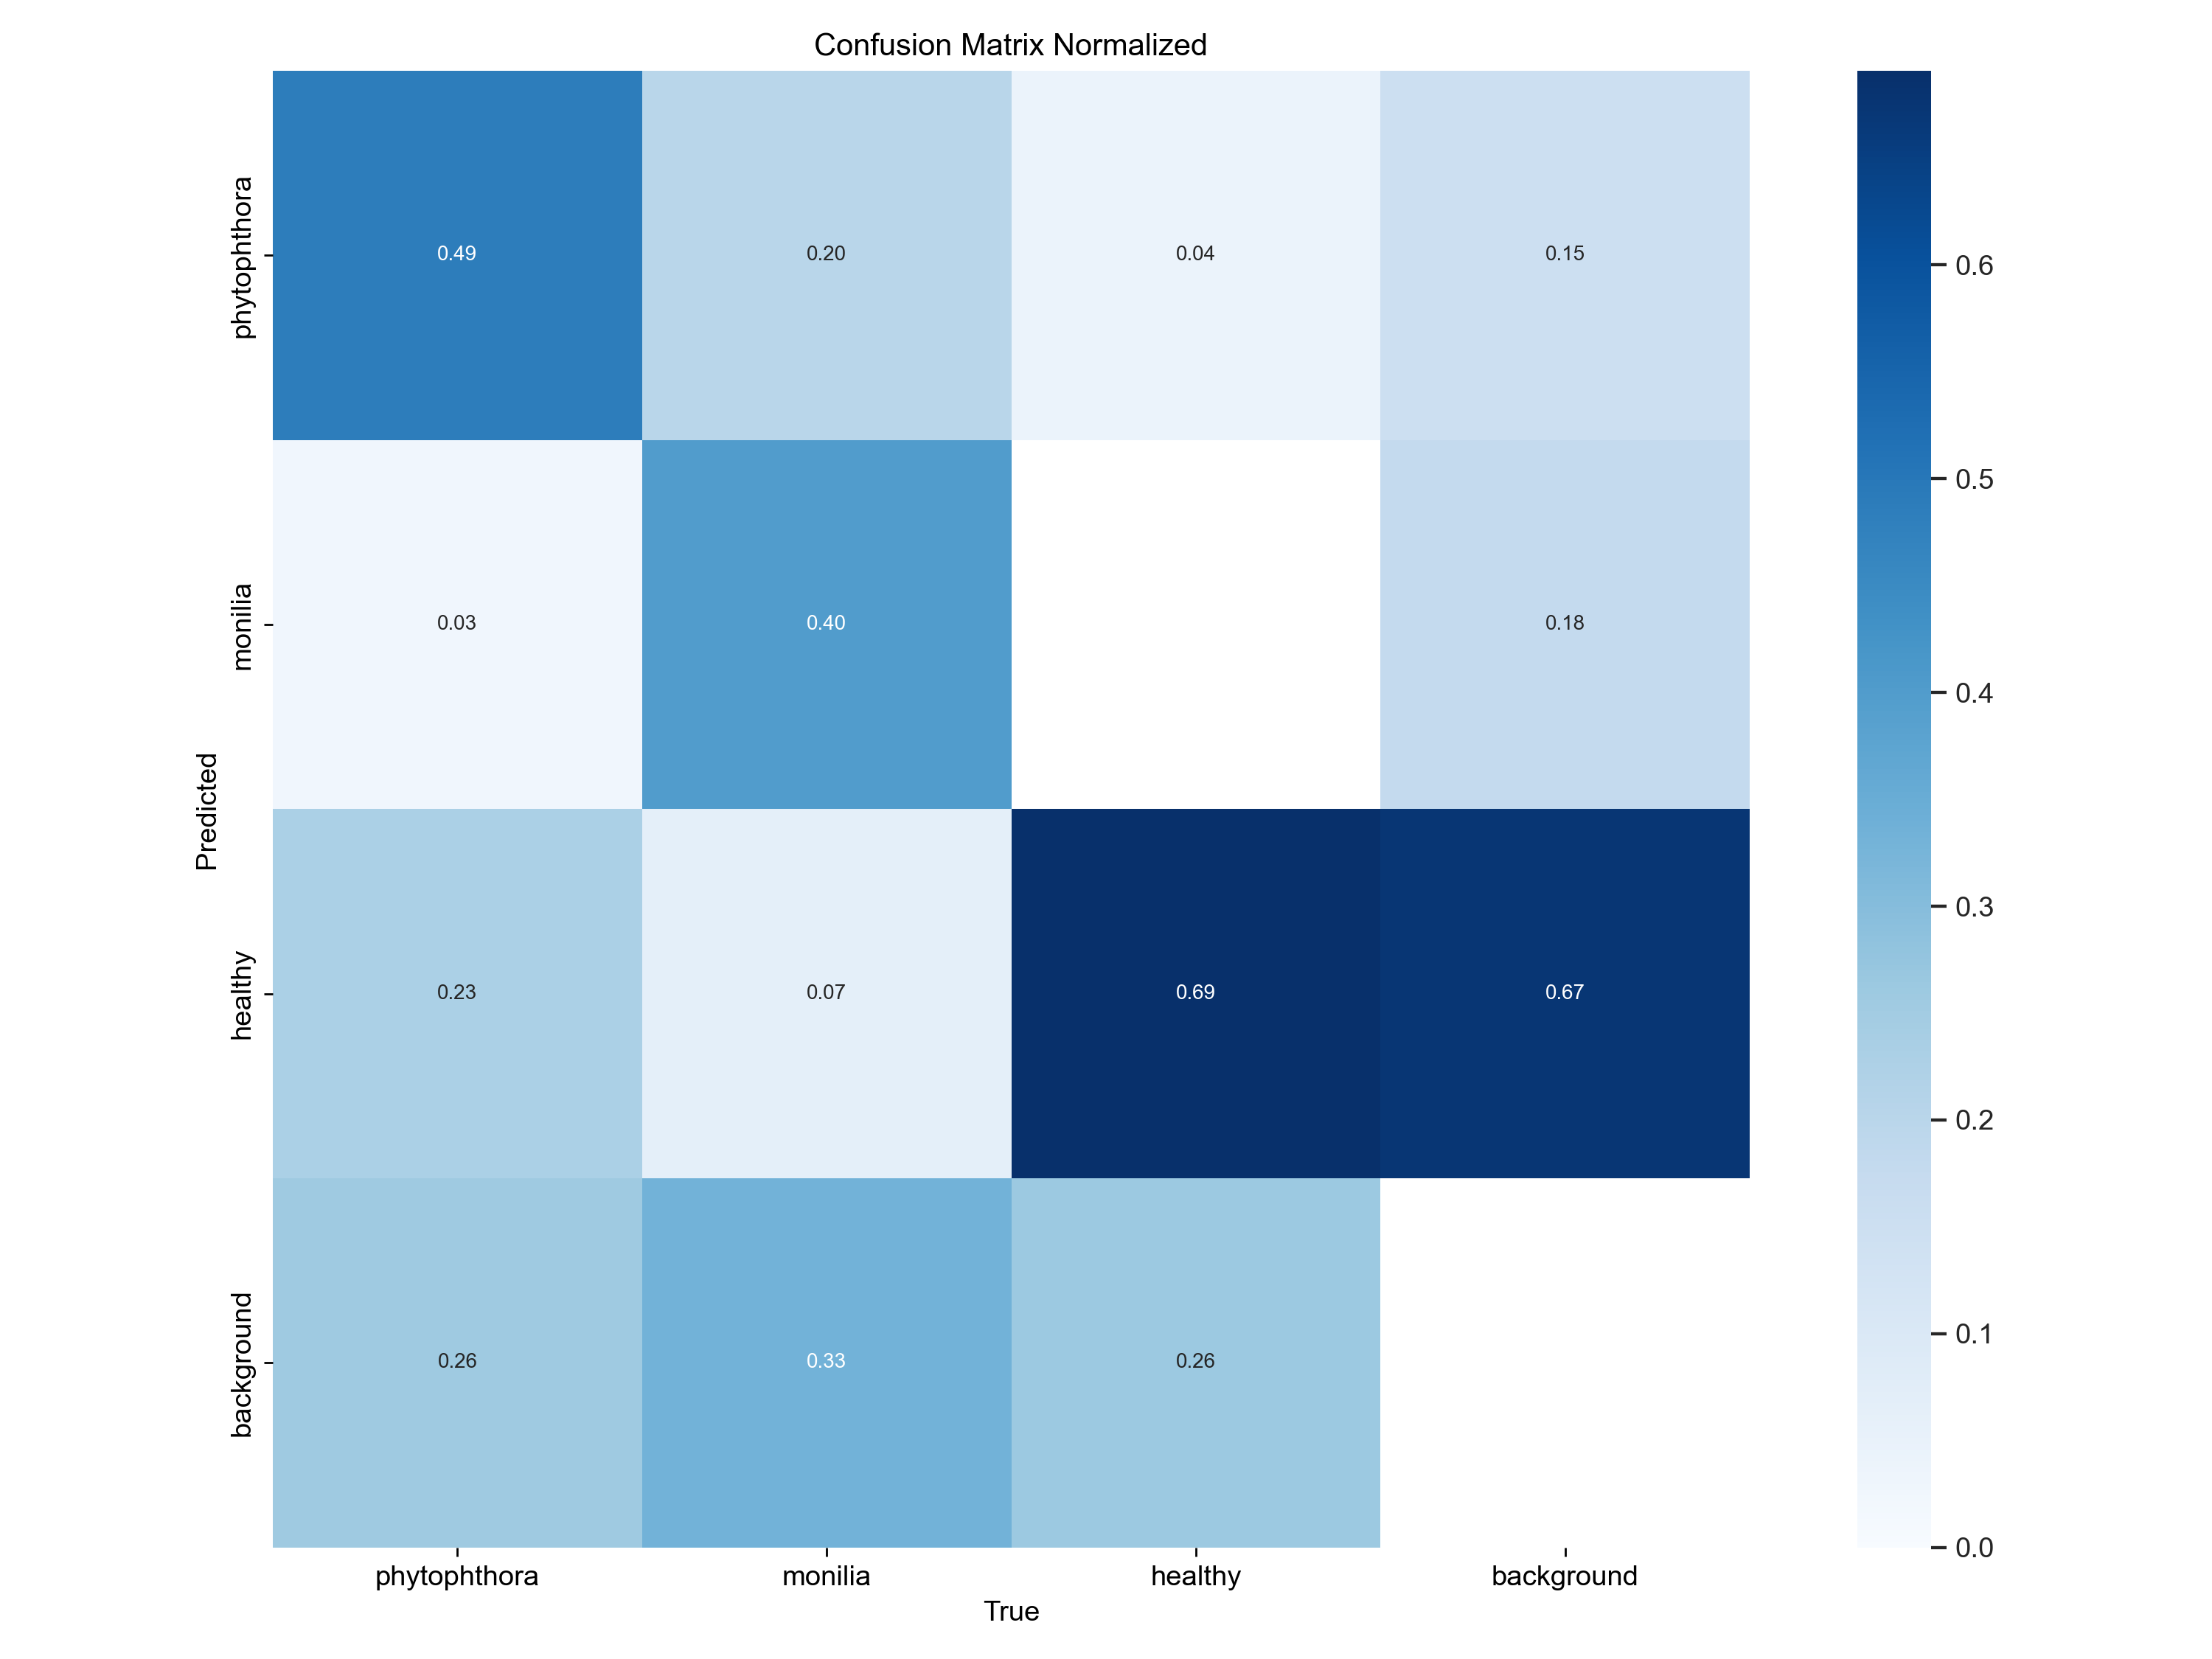 Confusion Matrix Normalized
phytophthora
0.49
0.20
0.04
0.15
monilia
0.03
0.40
0.18
Predicted
healthy
0.23
0.07
0.69
0.67
background
0.26
0.33
0.26
phytophthora
monilia
healthy
background
True
0.6
0.5
0.4
0.3
0.2
0.1
0.0